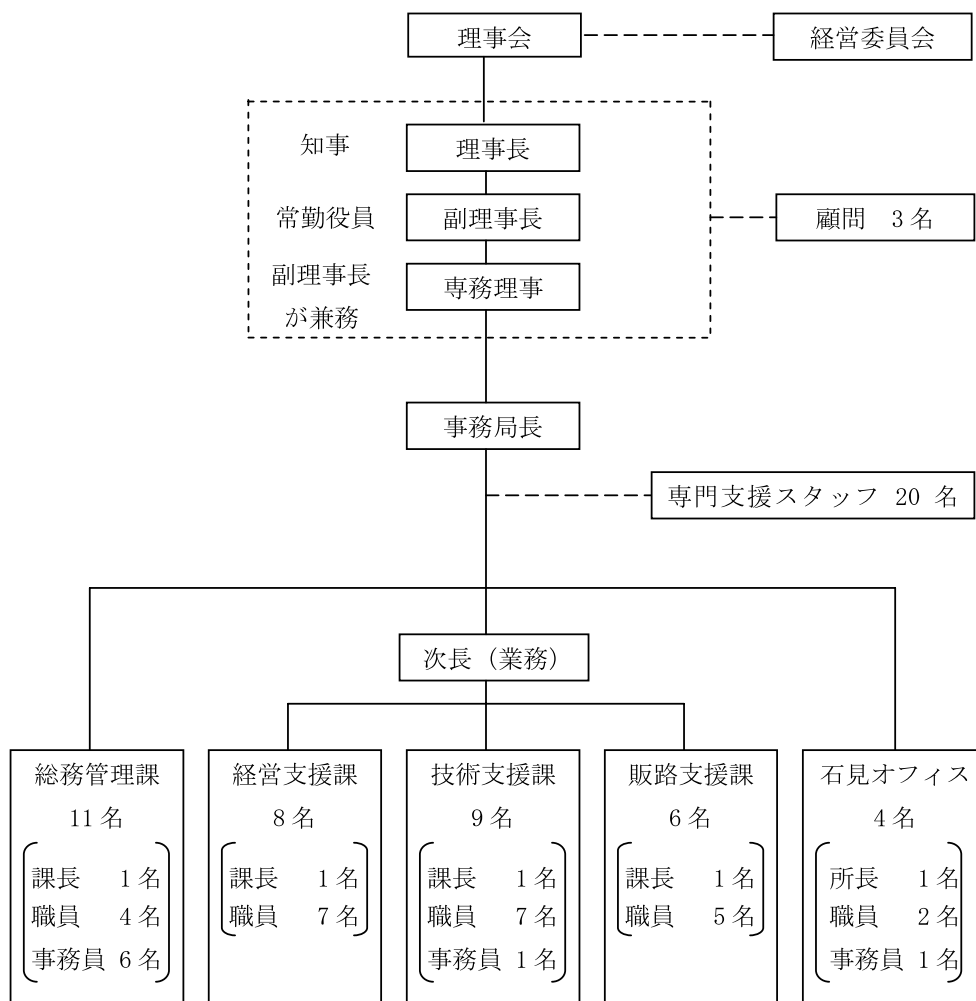 理事会
経営委員会
知事
理事長
常勤役員
副理事長
顧問 3名
副理事長
が兼務
専務理事
事務局長
専門支援スタッフ 20 名
次長（業務）
総務管理課
11名
課長 1名
職員 4名
事務員 6名
経営支援課
8名
課長 1名
職員 7名
技術支援課
9名
課長 1名
職員 7名
事務員 1名
販路支援課
6名
課長 1名
職員 5名
石見オフィス
4名
所長 1名
職員 2名
事務員 1名